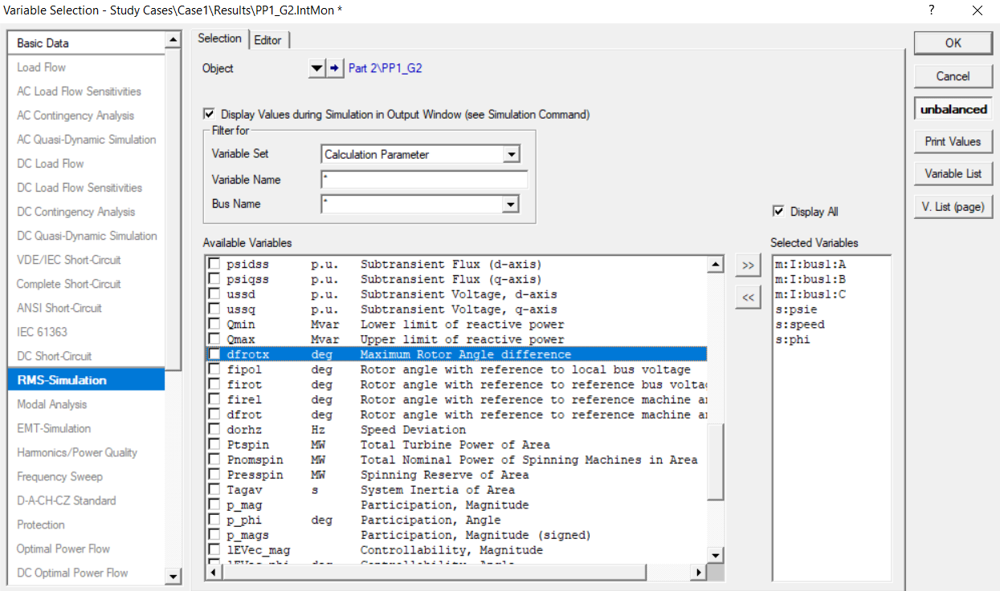 Variable Selection - Study Cases\Case1\Results\PP1_G2.IntMon *
?
Basic Data
Load Flow
AC Load Flow Sensitivities
AC Contingency Analysis
AC Quasi-Dynamic Simulation
DC Load Flow
DC Load Flow Sensitivities
DC Contingency Analysis
DC Quasi-Dynamic Simulation
VDE/IEC Short-Circuit
Complete Short-Circuit
ANSI Short-Circuit
IEC 61363
DC Short-Circuit
RMS-Simulation
Modal Analysis
EMT-Simulation
Harmonics/Power Quality
Frequency Sweep
D-A-CH-CZ Standard
Protection
Optimal Power Flow
DC Optimal Power Flow
Selection Editor
Object Part 2\PP1_G2
Display Values during Simulation in Output Window (see Simulation Command)
Filter for
Variable Set Calculation Parameter
Variable Name *
Bus Name *
Available Variables
psidss p.u. Subtransient Flux (d-axis)
psiqss p.u. Subtransient Flux (q-axis)
ussd p.u. Subtransient Voltage, d-axis
ussq p.u. Subtransient Voltage, q-axis
Qmin Mvar Lower limit of reactive power
Qmax Mvar Upper limit of reactive power
dfrotx deg Maximum Rotor Angle difference
fipol deg Rotor angle with reference to local bus voltage
firot deg Rotor angle with reference to reference bus volta
firel deg Rotor angle with reference to reference machine a
dfrot deg Rotor angle with reference to reference machine a
dorhz Hz Speed Deviation
Ptspin MW Total Turbine Power of Area
Pnomspin MW Total Nominal Power of Spinning Machines in Area
Presspin MW Spinning Reserve of Area
Tagav s System Inertia of Area
p_mag Participation, Magnitude
p_phi deg Participation, Angle
p_mags Participation, Magnitude (signed)
lEVec_mag Controllability, Magnitude
>>
<<
Display All
Selected Variables
m:I:bus1:A
m:I:bus1:B
m:I:bus1:C
s:psie
s:speed
s:phi
OK
Cancel
unbalanced
Print Values
Variable List
V. List (page)